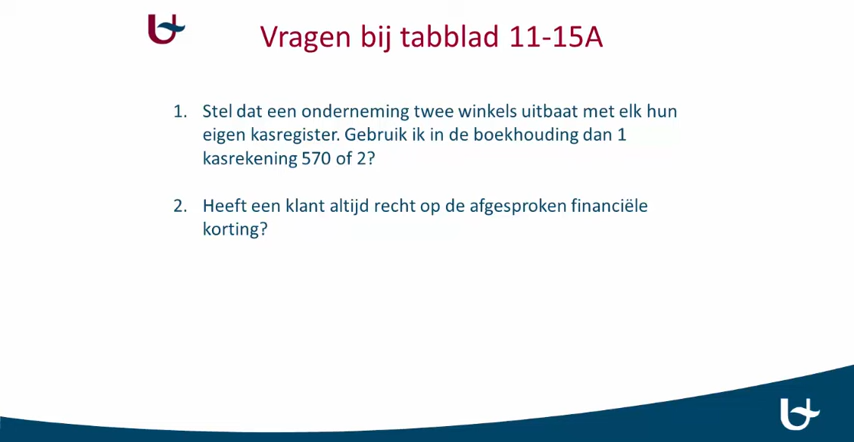 Vragen bij tabblad 11-15A
1. Stel dat een onderneming twee winkels uitbaat met elk hun
eigen kasregister. Gebruik ik in de boekhouding dan 1
kasrekening 570 of 2?
2. Heeft een klant altijd recht op de afgesproken financiële
korting?